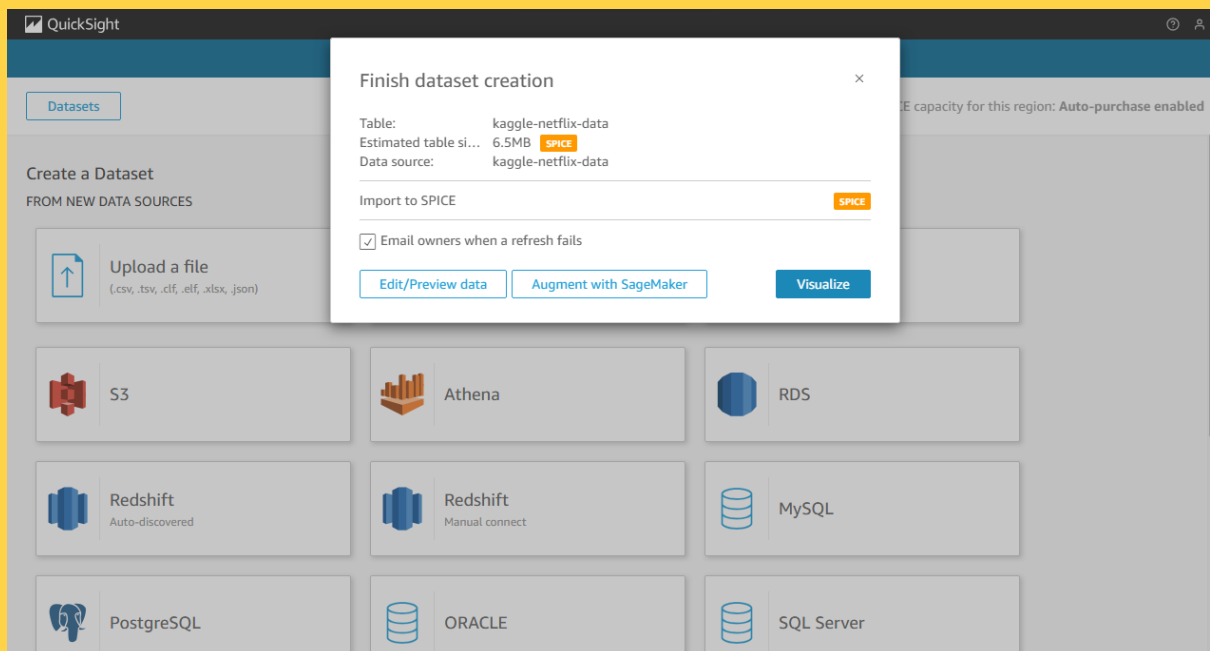 QuickSight
Datasets
E capacity for this region: Auto-purchase enabled
Finish dataset creation
Table: kaggle-netflix-data
Estimated table si... 6.5MB SPICE
Data source: kaggle-netflix-data
Import to SPICE SPICE
Email owners when a refresh fails
Edit/Preview data Augment with SageMaker Visualize
Create a Dataset
FROM NEW DATA SOURCES
Upload a file
(.csv, .tsv, .clf, .elf, .xlsx, .json)
S3 Athena RDS
Redshift
Auto-discovered
Redshift
Manual connect
MySQL
PostgreSQL ORACLE SQL Server